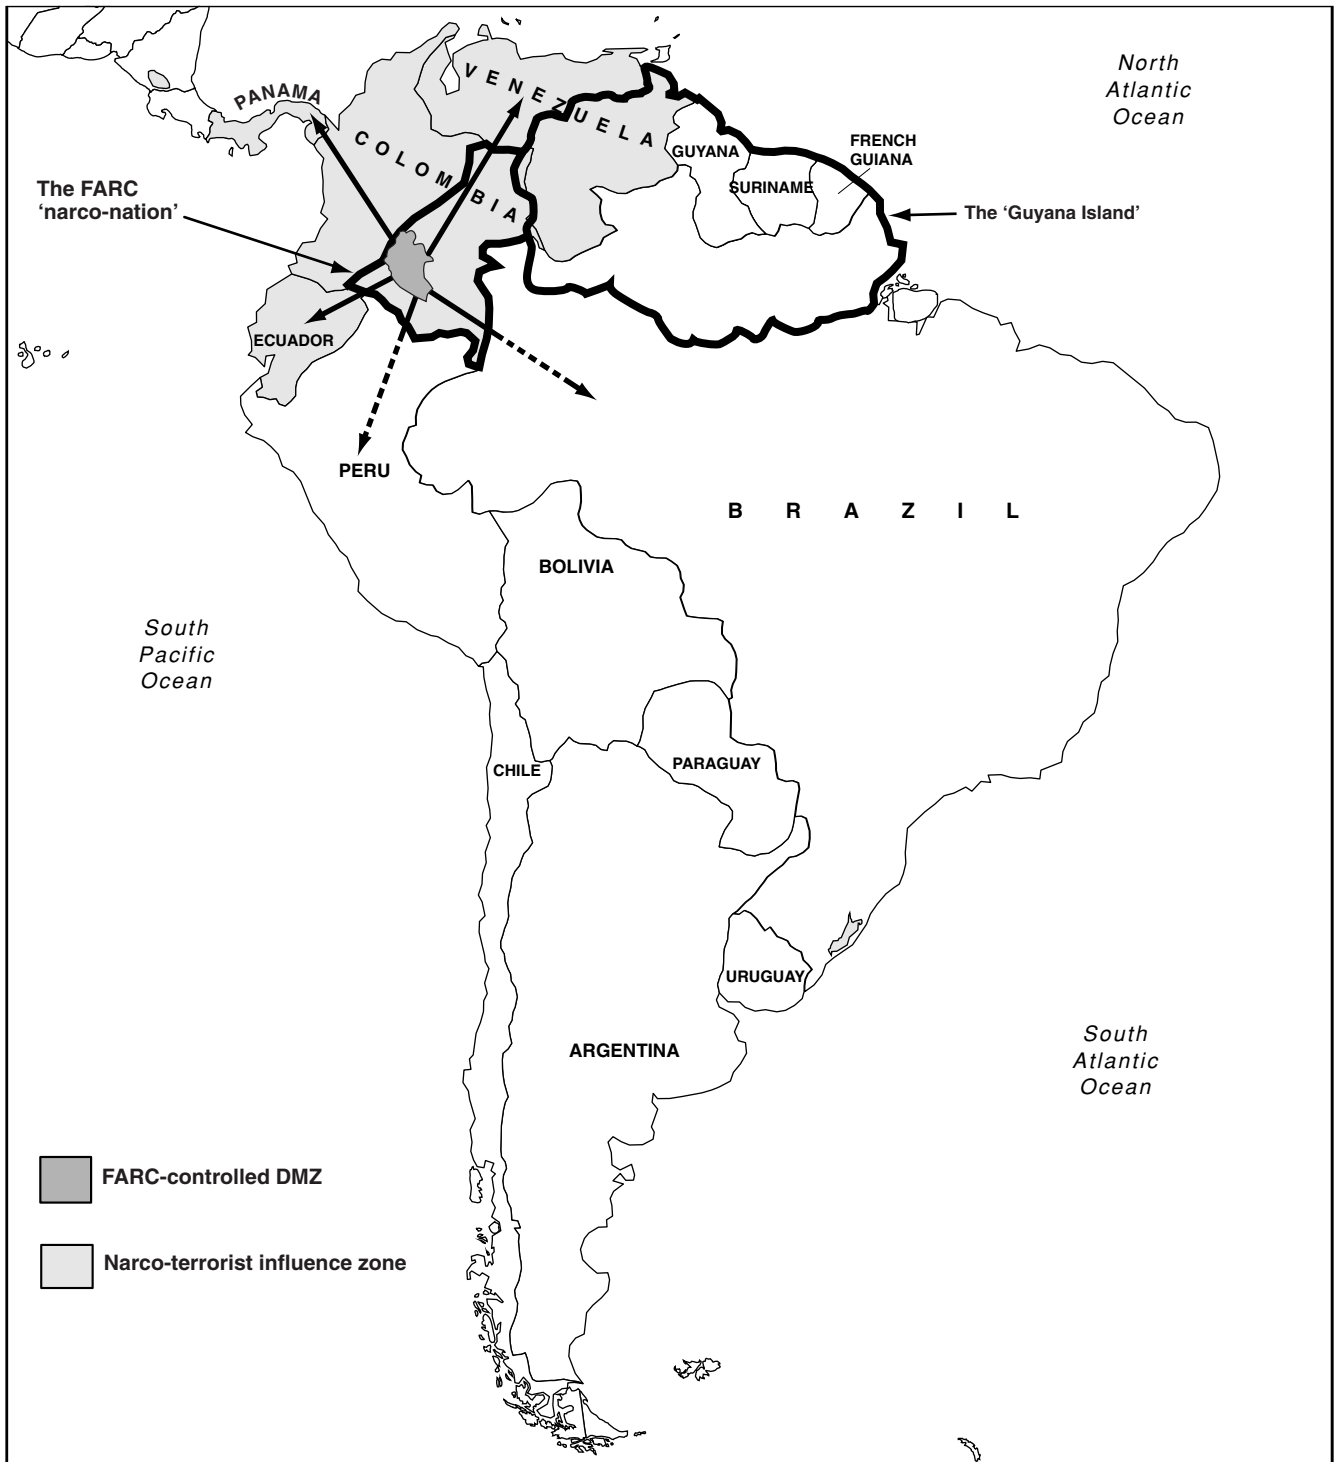 North
Atlantic
Ocean
VENEZUELA
PANAMA
COLOMBIA
GUYANA
FRENCH
GUIANA
SURINAME
The FARC
‘narco-nation’
The ‘Guyana Island’
ECUADOR
PERU
BRAZIL
BOLIVIA
South
Pacific
Ocean
CHILE
PARAGUAY
URUGUAY
ARGENTINA
South
Atlantic
Ocean
FARC-controlled DMZ
Narco-terrorist influence zone